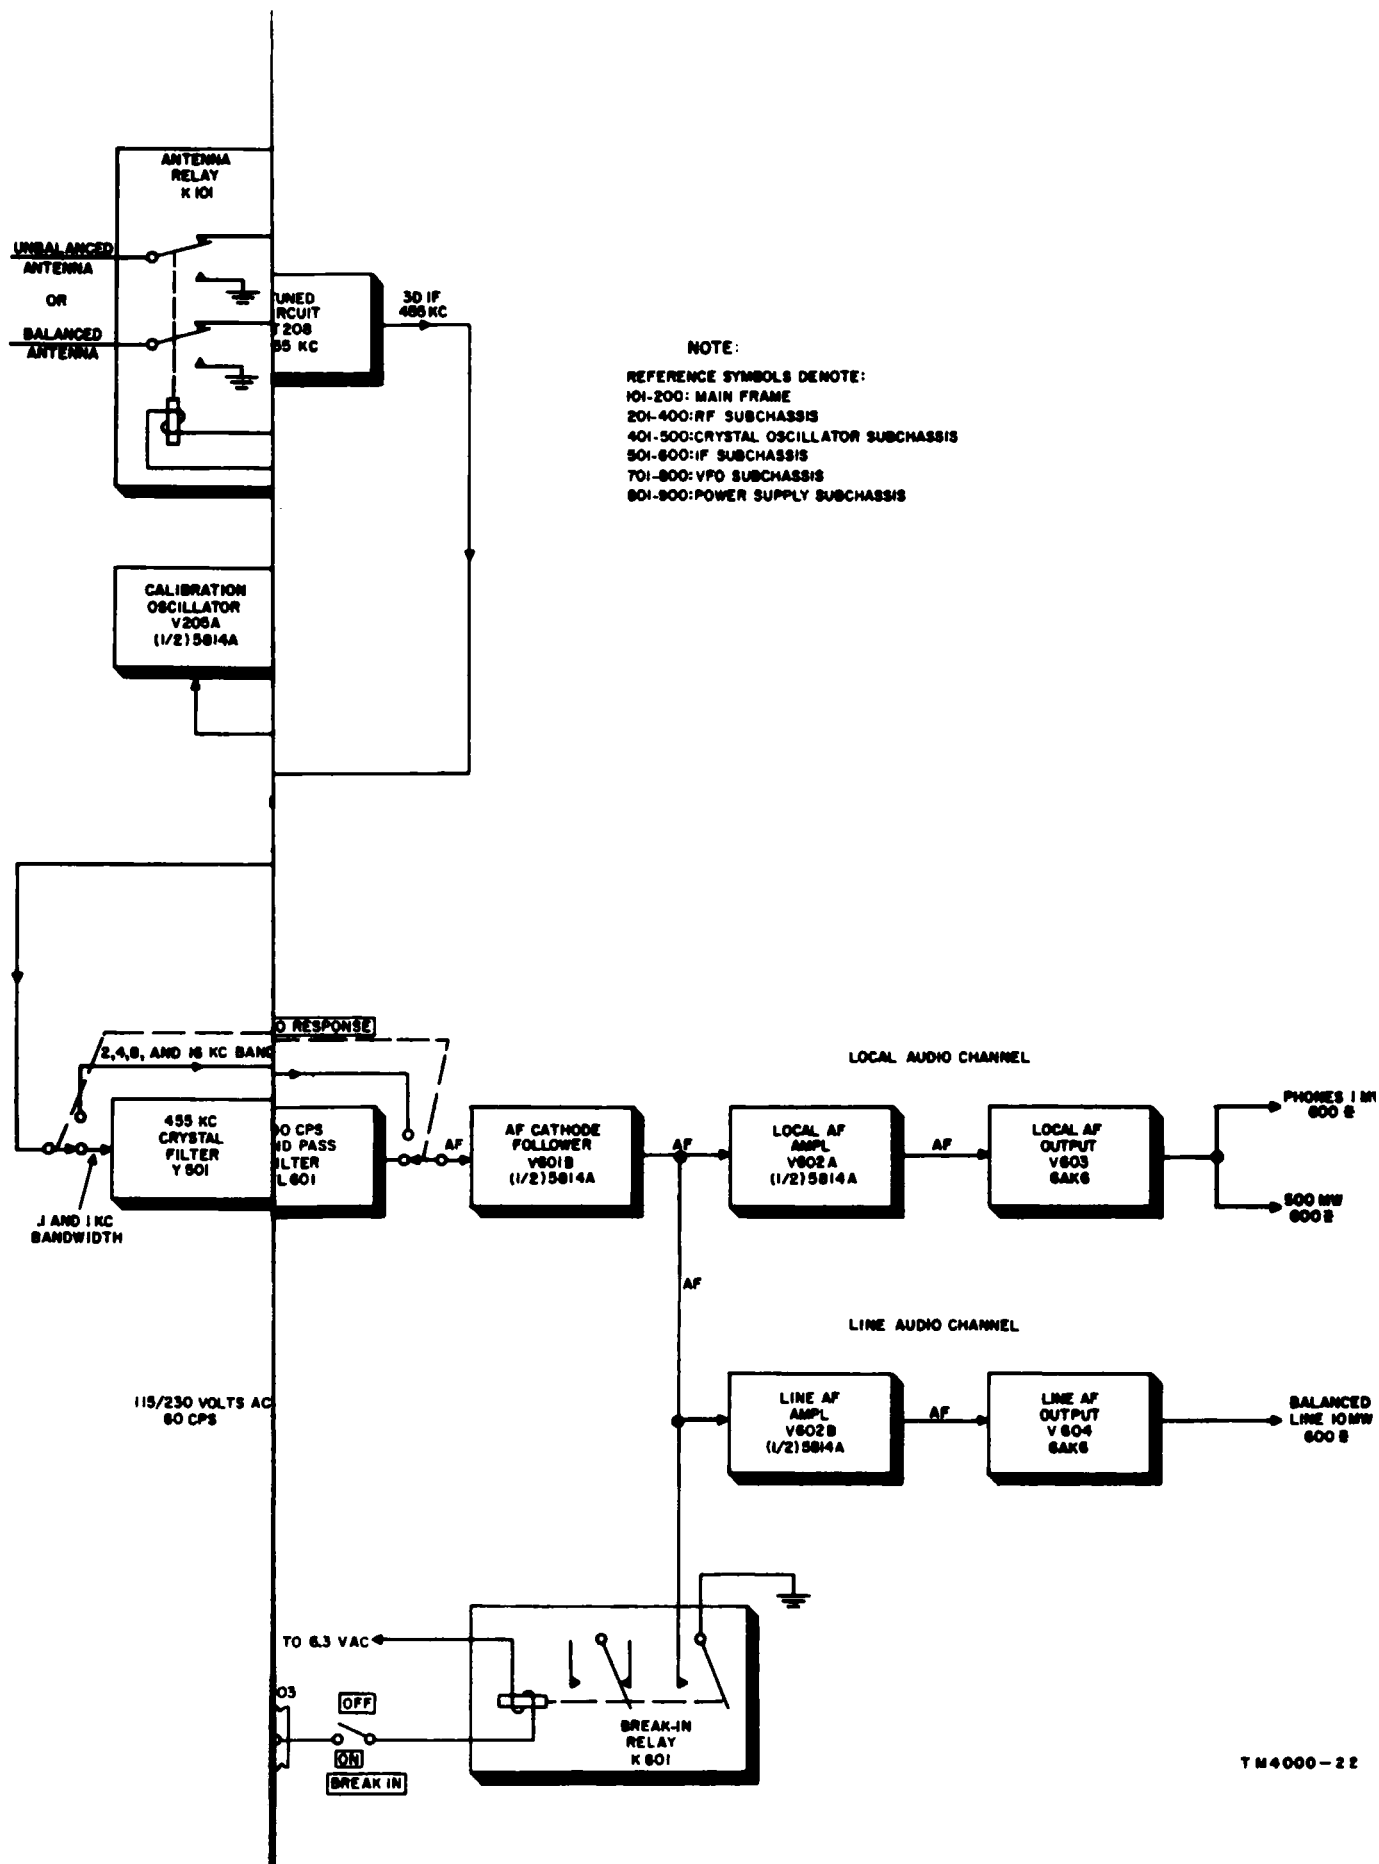 ANTENNA
RELAY
K 101
UNBALANCED
ANTENNA
OR
BALANCED
ANTENNA
TUNED
RCUIT
T 208
55 KC
3D IF
455 KC
NOTE:
REFERENCE SYMBOLS DENOTE:
101-200: MAIN FRAME
201-400: RF SUBCHASSIS
401-500: CRYSTAL OSCILLATOR SUBCHASSIS
501-600: IF SUBCHASSIS
701-800: VFO SUBCHASSIS
801-900: POWER SUPPLY SUBCHASSIS
CALIBRATION
OSCILLATOR
V205A
(1/2) 5814A
O RESPONSE
2,4,8, AND 16 KC BAND
455 KC
CRYSTAL
FILTER
Y 501
.1 AND 1 KC
BANDWIDTH
00 CPS
ND PASS
ILTER
L 601
AF
AF CATHODE
FOLLOWER
V601B
(1/2) 5814A
AF
LOCAL AUDIO CHANNEL
LOCAL AF
AMPL
V602A
(1/2) 5814A
AF
LOCAL AF
OUTPUT
V603
6AK6
PHONES 1 MW
600
500 MW
600
AF
LINE AUDIO CHANNEL
115/230 VOLTS AC
60 CPS
LINE AF
AMPL
V602B
(1/2) 5814A
AF
LINE AF
OUTPUT
V 604
6AK6
BALANCED
LINE 10 MW
600
TO 6.3 VAC
03
OFF
ON
BREAK IN
BREAK-IN
RELAY
K 601
TM4000-22